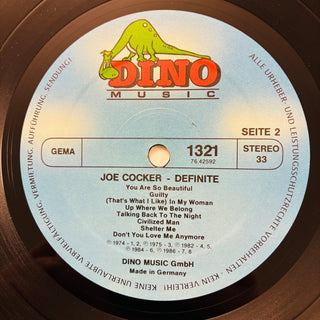 DINO
MUSIC
SEITE 2
GEMA
1321
76.42592
STEREO
33
JOE COCKER - DEFINITE
You Are So Beautiful
Guilty
(That's What I Like) In My Woman
Up Where We Belong
Talking Back To The Night
Civilized Man
Shelter Me
Don't You Love Me Anymore
℗ 1974 - 1, 2, ℗ 1975 - 3, ℗ 1982 - 4, 5,
℗ 1984 - 6, ℗ 1986 - 7, 8
DINO MUSIC GmbH
Made in Germany
ALLE URHEBER- UND LEISTUNGSSCHUTZRECHTE VORBEHALTEN · KEIN VERLEIH! · KEINE UNERLAUBTE VERVIELFÄLTIGUNG, VERMIETUNG, AUFFÜHRUNG, SENDUNG!